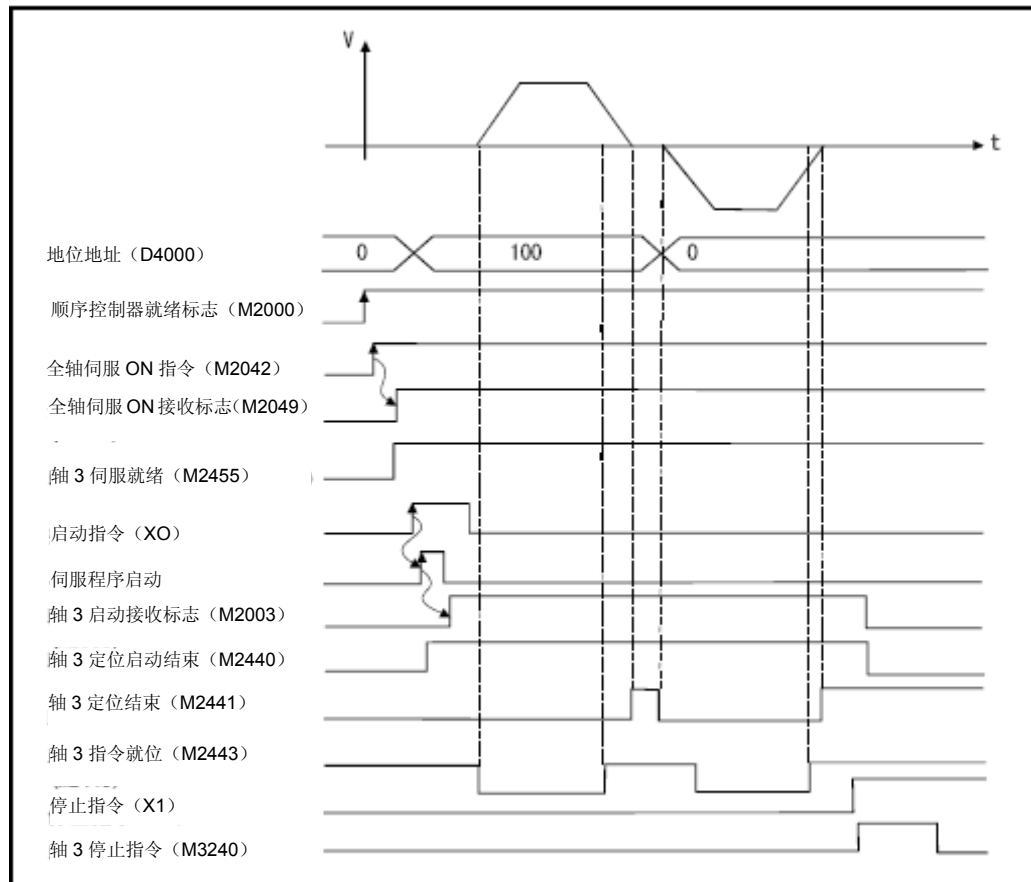 V
t
地位地址（D4000） 0 100 0
顺序控制器就绪标志（M2000）
全轴伺服 ON 指令（M2042）
全轴伺服 ON 接收标志（M2049）
轴 3 伺服就绪（M2455）
启动指令（XO）
伺服程序启动
轴 3 启动接收标志（M2003）
轴 3 定位启动结束（M2440）
轴 3 定位结束（M2441）
轴 3 指令就位（M2443）
停止指令（X1）
轴 3 停止指令（M3240）